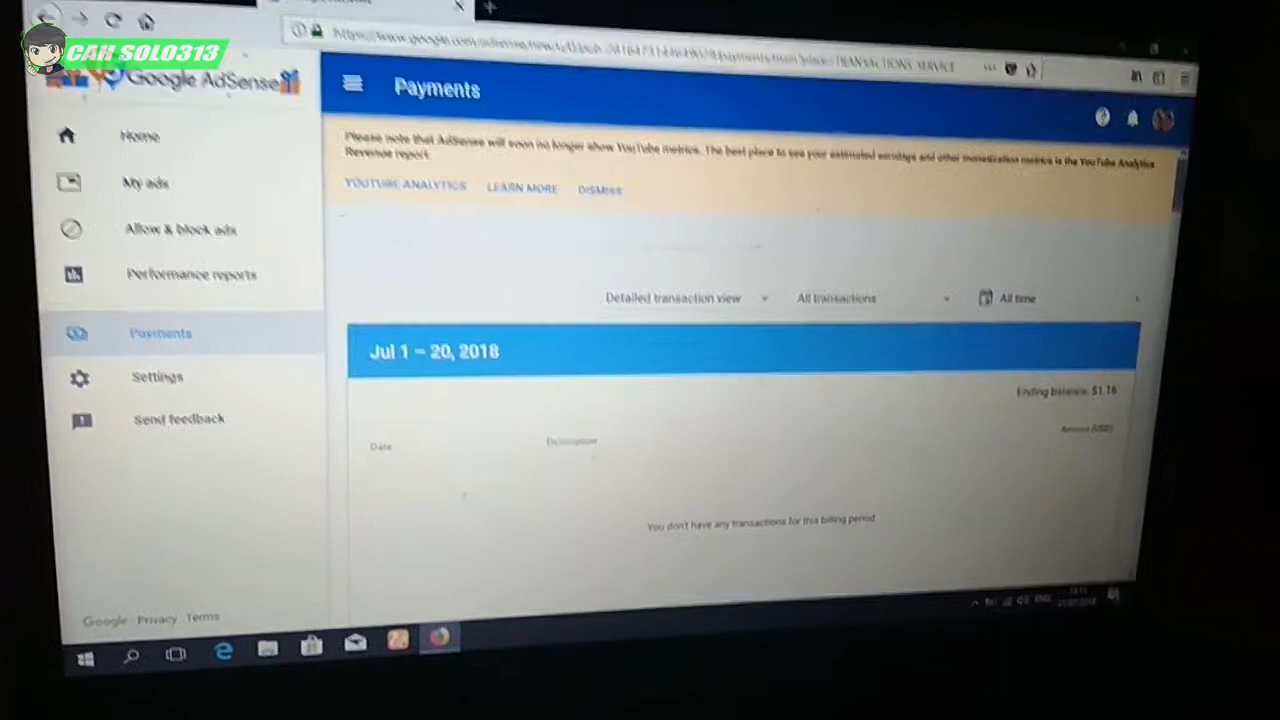 CAH SOLO313
Google AdSense
Payments
Home
My ads
Allow & block ads
Performance reports
Payments
Settings
Send feedback
Please note that AdSense will soon no longer show YouTube metrics. The best place to see your estimated earnings and other monetization metrics is the YouTube Analytics
Revenue report.
YOUTUBE ANALYTICS LEARN MORE DISMISS
Detailed transaction view All transactions All time
Jul 1 – 20, 2018
Ending balance: $1.16
Date Description Amount (USD)
You don't have any transactions for this billing period
Google Privacy Terms
ENG